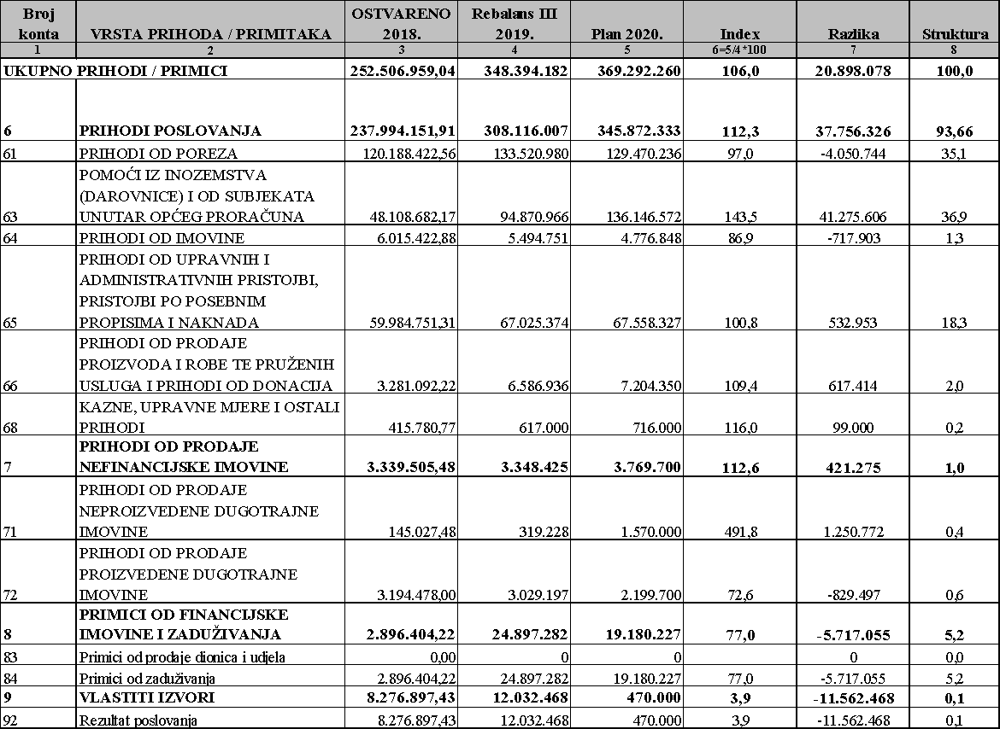 Broj konta VRSTA PRIHODA / PRIMITAKA OSTVARENO 2018. Rebalans III 2019. Plan 2020. Index Razlika Struktura
1 2 3 4 5 6=5/4*100 7 8
UKUPNO PRIHODI / PRIMICI 252.506.959,04 348.394.182 369.292.260 106,0 20.898.078 100,0
6 PRIHODI POSLOVANJA 237.994.151,91 308.116.007 345.872.333 112,3 37.756.326 93,66
61 PRIHODI OD POREZA 120.188.422,56 133.520.980 129.470.236 97,0 -4.050.744 35,1
POMOĆI IZ INOZEMSTVA
(DAROVNICE) I OD SUBJEKATA
63 UNUTAR OPĆEG PRORAČUNA 48.108.682,17 94.870.966 136.146.572 143,5 41.275.606 36,9
64 PRIHODI OD IMOVINE 6.015.422,88 5.494.751 4.776.848 86,9 -717.903 1,3
PRIHODI OD UPRAVNIH I
ADMINISTRATIVNIH PRISTOJBI,
PRISTOJBI PO POSEBNIM
65 PROPISIMA I NAKNADA 59.984.751,31 67.025.374 67.558.327 100,8 532.953 18,3
PRIHODI OD PRODAJE
PROIZVODA I ROBE TE PRUŽENIH
66 USLUGA I PRIHODI OD DONACIJA 3.281.092,22 6.586.936 7.204.350 109,4 617.414 2,0
KAZNE, UPRAVNE MJERE I OSTALI
68 PRIHODI 415.780,77 617.000 716.000 116,0 99.000 0,2
PRIHODI OD PRODAJE
7 NEFINANCIJSKE IMOVINE 3.339.505,48 3.348.425 3.769.700 112,6 421.275 1,0
PRIHODI OD PRODAJE
NEPROIZVEDENE DUGOTRAJNE
71 IMOVINE 145.027,48 319.228 1.570.000 491,8 1.250.772 0,4
PRIHODI OD PRODAJE
PROIZVEDENE DUGOTRAJNE
72 IMOVINE 3.194.478,00 3.029.197 2.199.700 72,6 -829.497 0,6
PRIMICI OD FINANCIJSKE
8 IMOVINE I ZADUŽIVANJA 2.896.404,22 24.897.282 19.180.227 77,0 -5.717.055 5,2
83 Primici od prodaje dionica i udjela 0,00 0 0 0 0,0
84 Primici od zaduživanja 2.896.404,22 24.897.282 19.180.227 77,0 -5.717.055 5,2
9 VLASTITI IZVORI 8.276.897,43 12.032.468 470.000 3,9 -11.562.468 0,1
92 Rezultat poslovanja 8.276.897,43 12.032.468 470.000 3,9 -11.562.468 0,1